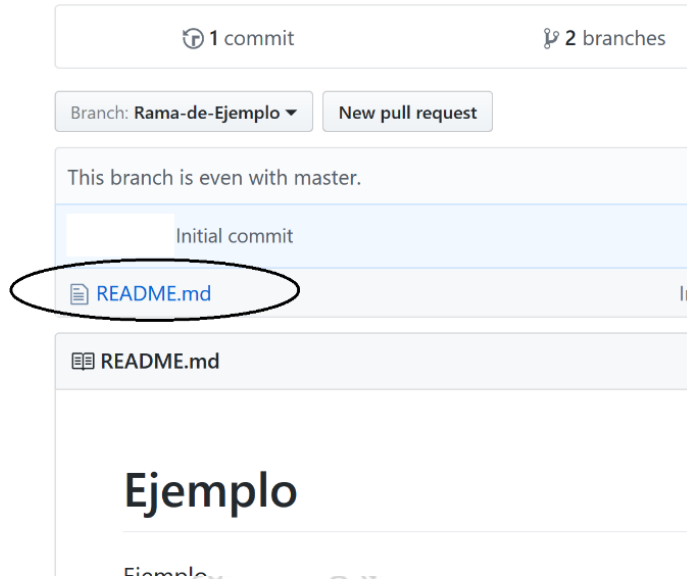 1 commit
2 branches
Branch: Rama-de-Ejemplo
New pull request
This branch is even with master.
Initial commit
README.md
README.md
Ejemplo
Ejemplo